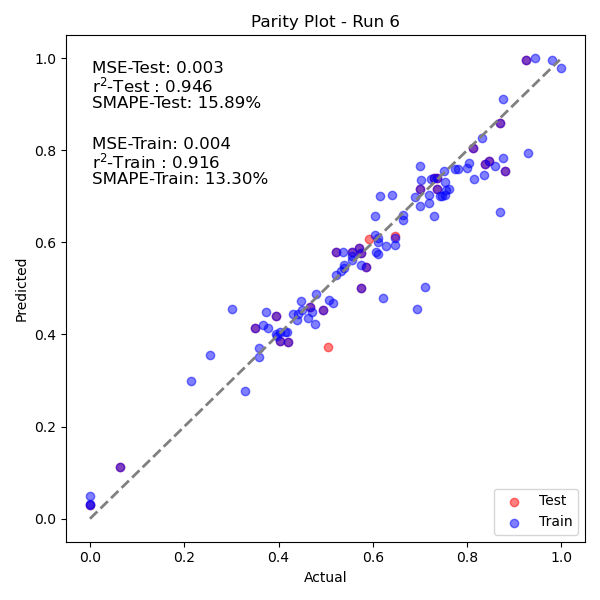 Parity Plot - Run 6
MSE-Test: 0.003
r²-Test : 0.946
SMAPE-Test: 15.89%
MSE-Train: 0.004
r²-Train : 0.916
SMAPE-Train: 13.30%
Predicted
1.0
0.8
0.6
0.4
0.2
0.0
0.0 0.2 0.4 0.6 0.8 1.0
Actual
Test
Train